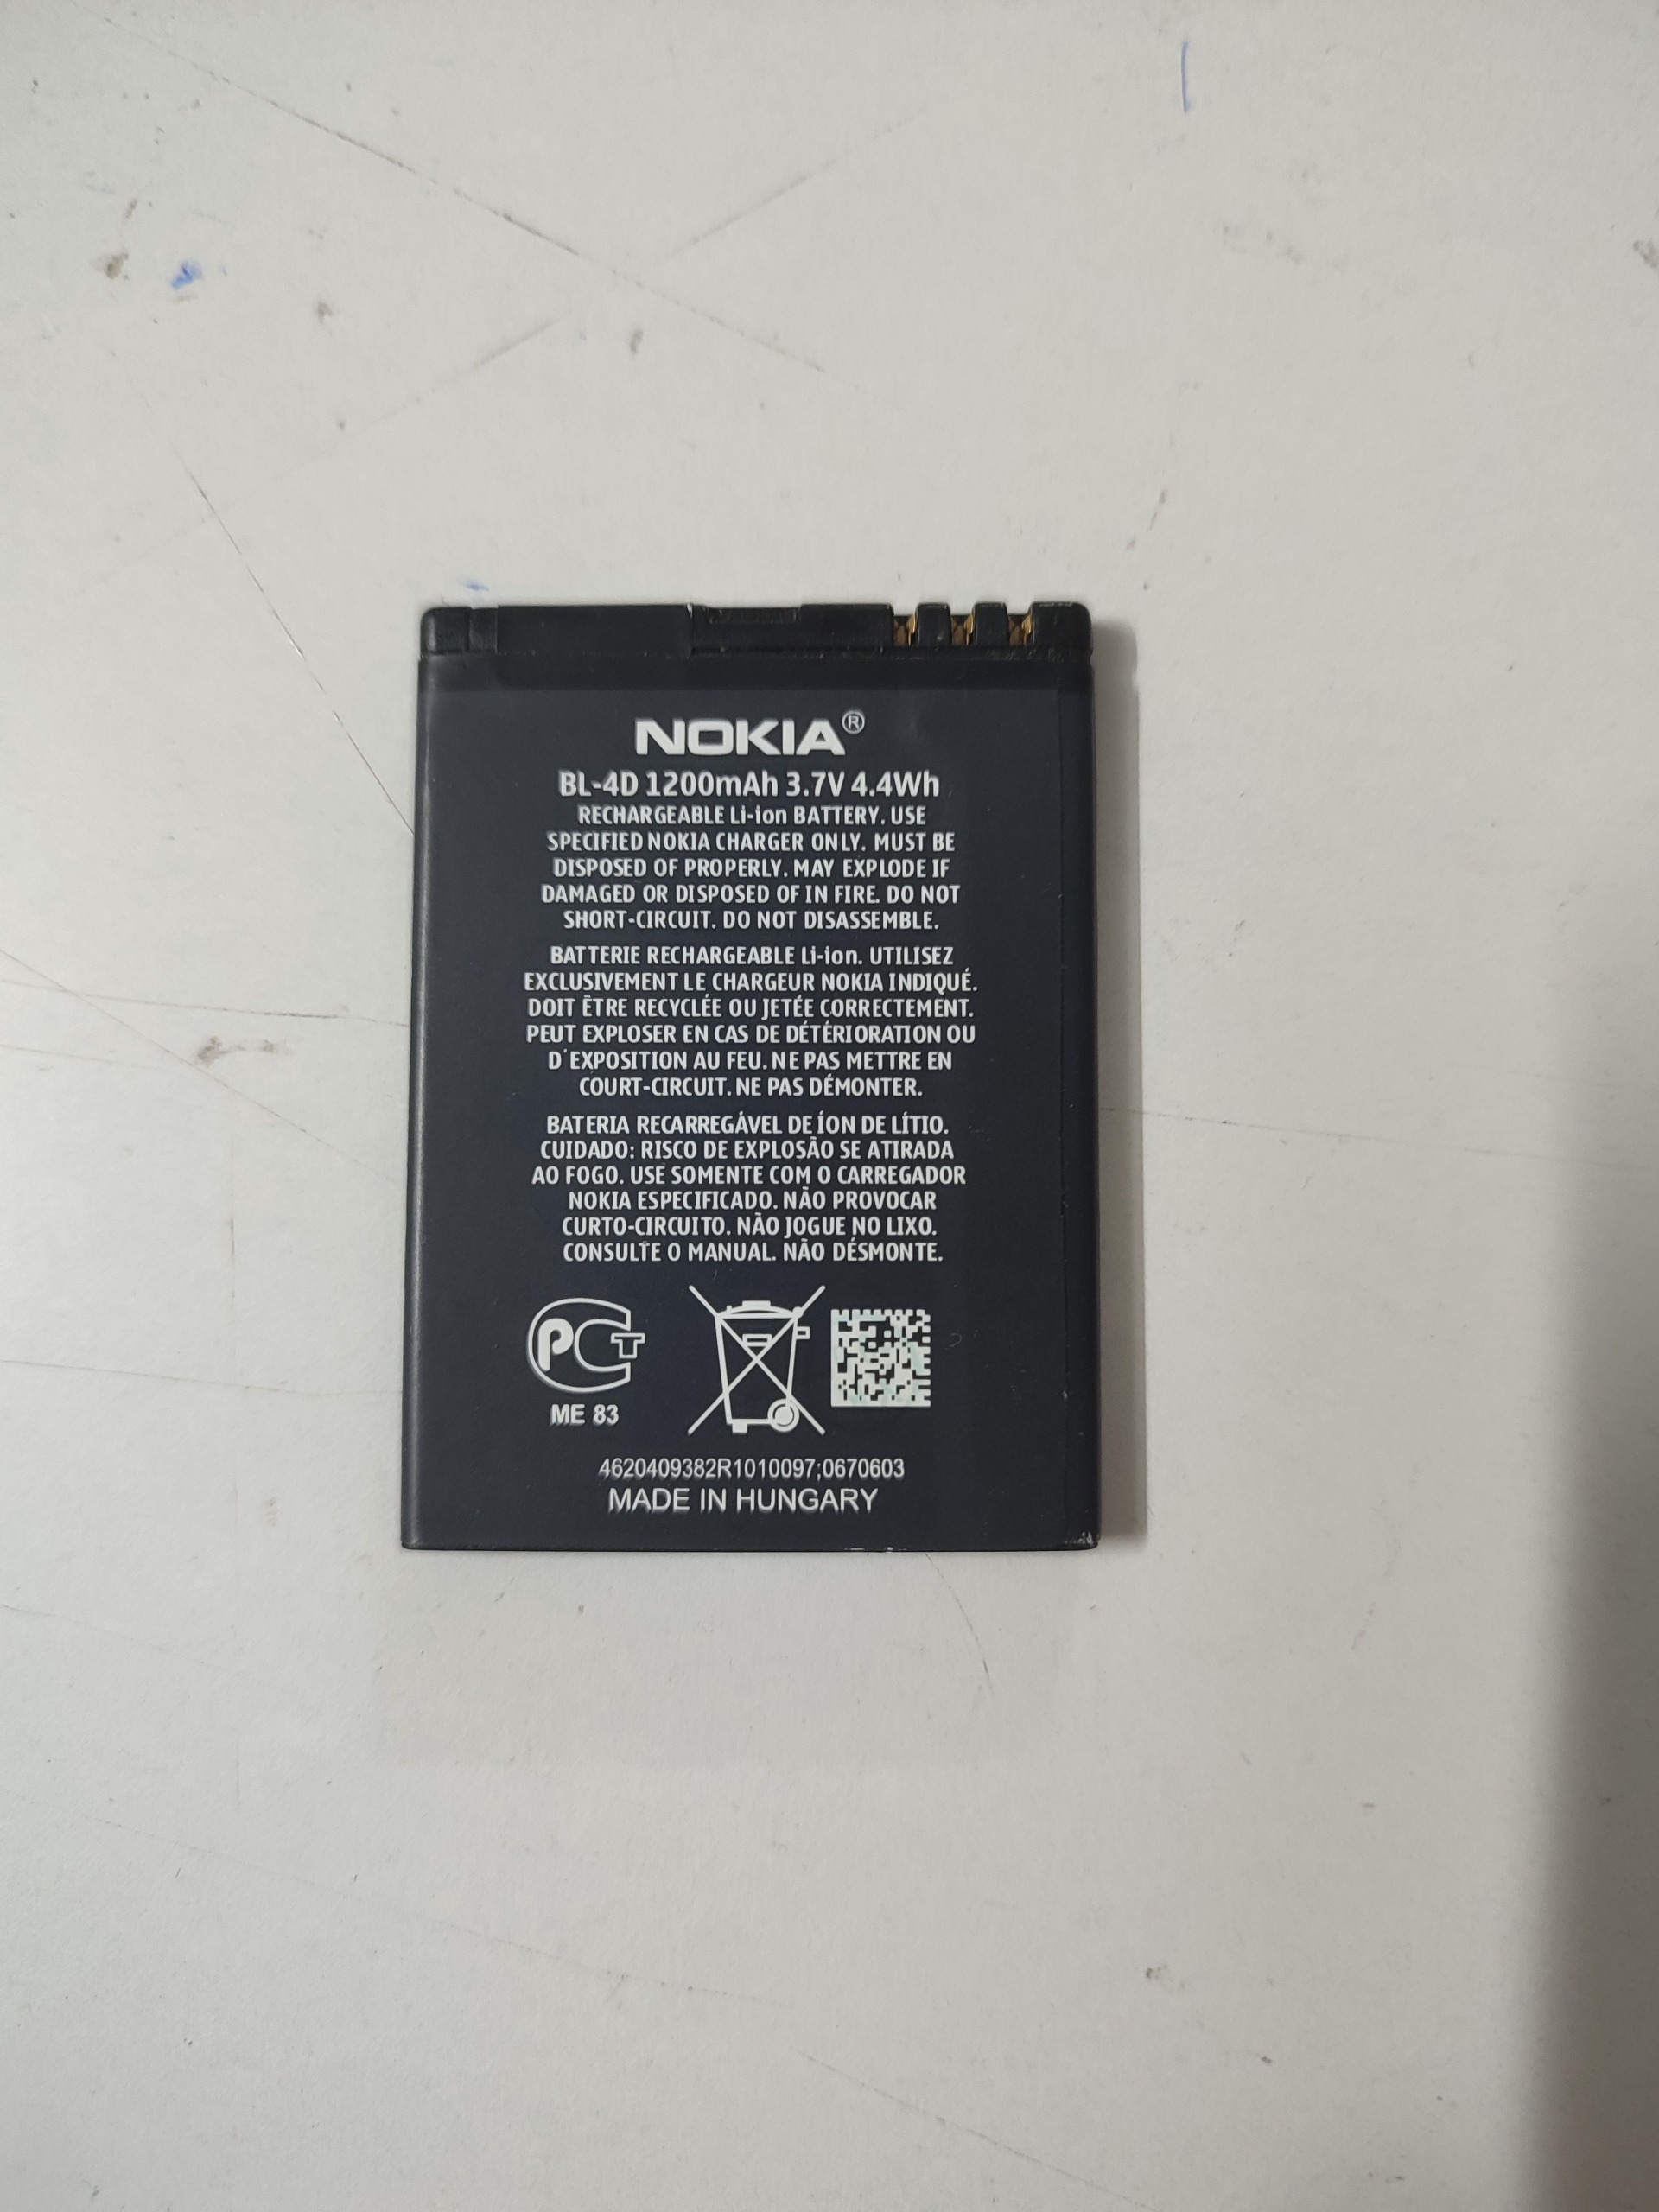 NOKIA®
BL-4D 1200mAh 3.7V 4.4Wh
RECHARGEABLE Li-ion BATTERY. USE
SPECIFIED NOKIA CHARGER ONLY. MUST BE
DISPOSED OF PROPERLY. MAY EXPLODE IF
DAMAGED OR DISPOSED OF IN FIRE. DO NOT
SHORT-CIRCUIT. DO NOT DISASSEMBLE.
BATTERIE RECHARGEABLE Li-ion. UTILISEZ
EXCLUSIVEMENT LE CHARGEUR NOKIA INDIQUÉ.
DOIT ÊTRE RECYCLÉE OU JETÉE CORRECTEMENT.
PEUT EXPLOSER EN CAS DE DÉTÉRIORATION OU
D'EXPOSITION AU FEU. NE PAS METTRE EN
COURT-CIRCUIT. NE PAS DÉMONTER.
BATERIA RECARREGÁVEL DE ÍON DE LÍTIO.
CUIDADO: RISCO DE EXPLOSÃO SE ATIRADA
AO FOGO. USE SOMENTE COM O CARREGADOR
NOKIA ESPECIFICADO. NÃO PROVOCAR
CURTO-CIRCUITO. NÃO JOGUE NO LIXO.
CONSULTE O MANUAL. NÃO DESMONTE.
РСТ
ME 83
4620409382R1010097;0670603
MADE IN HUNGARY